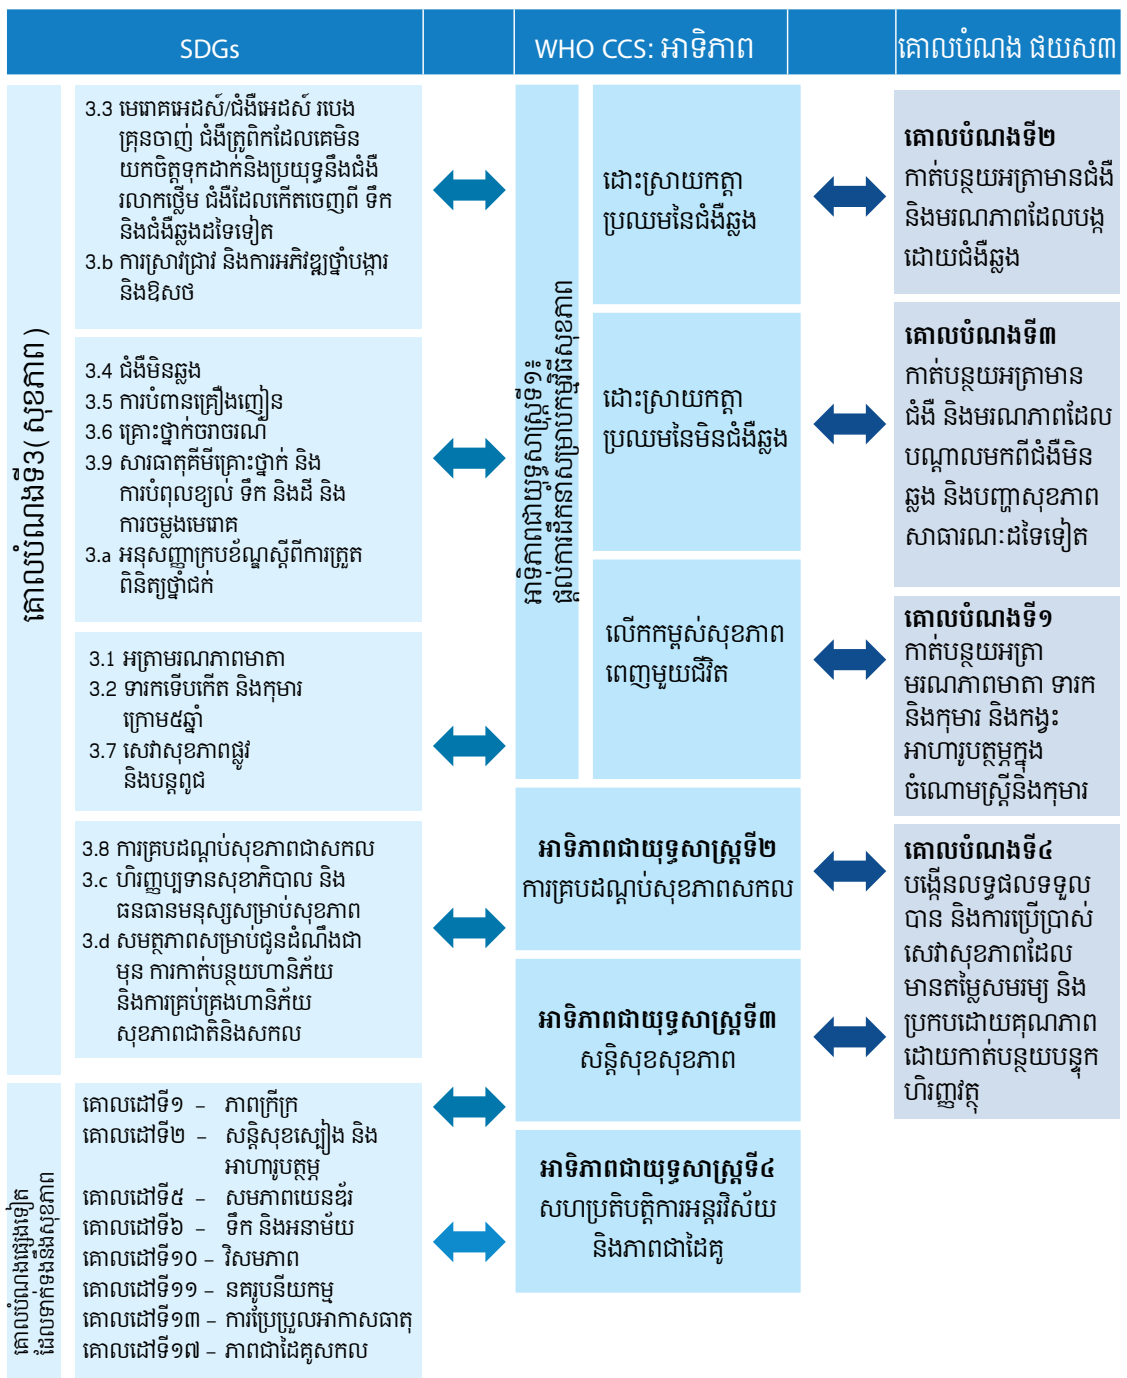 SDGs
WHO CCS: អាទិភាព
គោលបំណង ផយស៣
គោលបំណងទី3( សុខភាព )
3.3 មេរោគអេដស៍/ជំងឺអេដស៍ របេង
គ្រុនចាញ់ ជំងឺត្រូពិកដែលគេមិន
យកចិត្តទុកដាក់និងប្រយុទ្ធនឹងជំងឺ
រលាកថ្លើម ជំងឺដែលកើតចេញពី ទឹក
និងជំងឺឆ្លងដទៃទៀត
3.b ការស្រាវជ្រាវ និងការអភិវឌ្ឍថ្នាំបង្ការ
និងឱសថ
3.4 ជំងឺមិនឆ្លង
3.5 ការបំពានគ្រឿងញៀន
3.6 គ្រោះថ្នាក់ចរាចរណ៍
3.9 សារធាតុគីមីគ្រោះថ្នាក់ និង
ការបំពុលខ្យល់ ទឹក និងដី និង
ការចម្លងមេរោគ
3.a អនុសញ្ញាក្របខ័ណ្ឌស្តីពីការត្រួត
ពិនិត្យថ្នាំជក់
3.1 អត្រាមរណភាពមាតា
3.2 ទារកទើបកើត និងកុមារ
ក្រោម៥ឆ្នាំ
3.7 សេវាសុខភាពផ្លូវ
និងបន្តពូជ
3.8 ការគ្របដណ្តប់សុខភាពជាសកល
3.c ហិរញ្ញប្បទានសុខាភិបាល និង
ធនធានមនុស្សសម្រាប់សុខភាព
3.d សមត្ថភាពសម្រាប់ជូនដំណឹងជា
មុន ការកាត់បន្ថយហានិភ័យ
និងការគ្រប់គ្រងហានិភ័យ
សុខភាពជាតិនិងសកល
គោលបំណងផ្សេងទៀត
ដែលទាក់ទងនឹងសុខភាព
គោលដៅទី១ – ភាពក្រីក្រ
គោលដៅទី២ – សន្តិសុខស្បៀង និង
អាហារូបត្ថម្ភ
គោលដៅទី៥ – សមភាពយេនឌ័រ
គោលដៅទី៦ – ទឹក និងអនាម័យ
គោលដៅទី១០ – វិសមភាព
គោលដៅទី១១ – នគរូបនីយកម្ម
គោលដៅទី១៣ – ការប្រែប្រួលអាកាសធាតុ
គោលដៅទី១៧ – ភាពជាដៃគូសកល
អាទិភាពជាយុទ្ធសាស្ត្រទី១៖
ផ្តល់ការដឹកនាំសម្រាប់កម្មវិធីសុខភាព
ដោះស្រាយកត្តា
ប្រឈមនៃជំងឺឆ្លង
ដោះស្រាយកត្តា
ប្រឈមនៃមិនជំងឺឆ្លង
លើកកម្ពស់សុខភាព
ពេញមួយជីវិត
អាទិភាពជាយុទ្ធសាស្ត្រទី២
ការគ្របដណ្តប់សុខភាពសកល
អាទិភាពជាយុទ្ធសាស្ត្រទី៣
សន្តិសុខសុខភាព
អាទិភាពជាយុទ្ធសាស្ត្រទី៤
សហប្រតិបត្តិការអន្តរវិស័យ
និងភាពជាដៃគូ
គោលបំណងទី២
កាត់បន្ថយអត្រាមានជំងឺ
និងមរណភាពដែលបង្ក
ដោយជំងឺឆ្លង
គោលបំណងទី៣
កាត់បន្ថយអត្រាមាន
ជំងឺ និងមរណភាពដែល
បណ្តាលមកពីជំងឺមិន
ឆ្លង និងបញ្ហាសុខភាព
សាធារណៈដទៃទៀត
គោលបំណងទី១
កាត់បន្ថយអត្រា
មរណភាពមាតា ទារក
និងកុមារ និងកង្វះ
អាហារូបត្ថម្ភក្នុង
ចំណោមស្ត្រីនិងកុមារ
គោលបំណងទី៤
បង្កើនលទ្ធផលទទួល
បាន និងការប្រើប្រាស់
សេវាសុខភាពដែល
មានតម្លៃសមរម្យ និង
ប្រកបដោយគុណភាព
ដោយកាត់បន្ថយបន្ទុក
ហិរញ្ញវត្ថុ